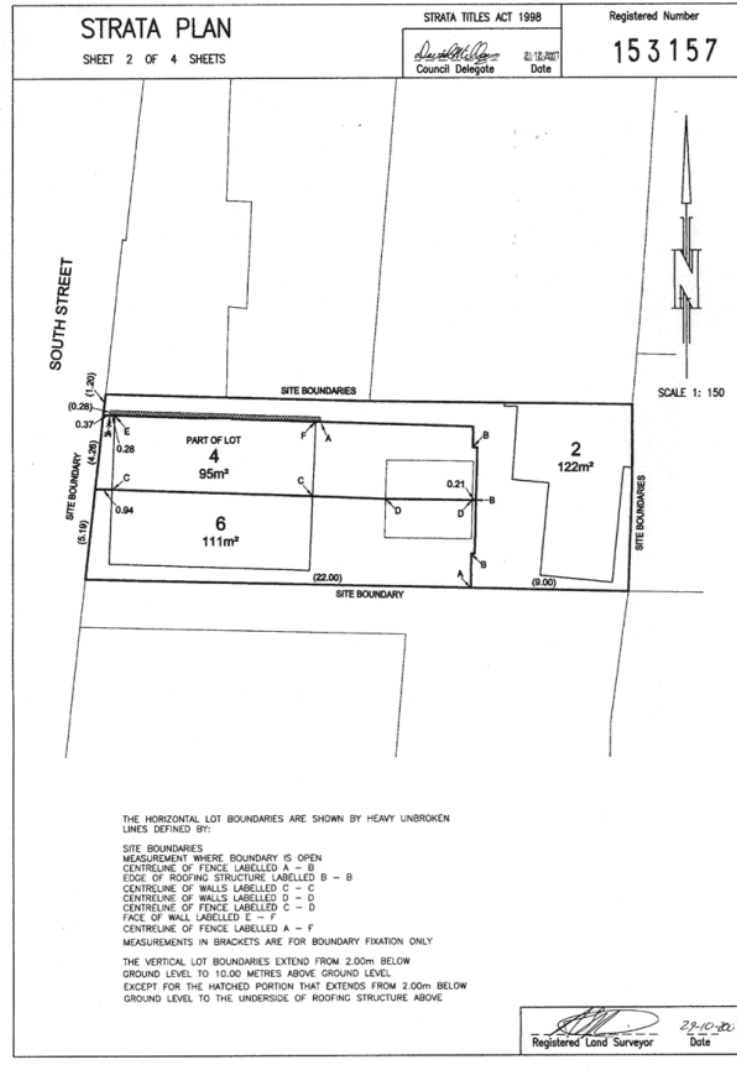 STRATA PLAN
SHEET 2 OF 4 SHEETS
STRATA TITLES ACT 1998
Council Delegate
21-12-2007
Date
Registered Number
153157
SOUTH STREET
N
SCALE 1: 150
(1.20)
SITE BOUNDARIES
(0.28)
0.37
A
E
0.28
F
A
B
PART OF LOT
4
95m²
2
122m²
(4.26)
C
C
0.21
D
D
B
0.94
SITE BOUNDARY
SITE BOUNDARIES
6
111m²
(5.19)
B
A
(22.00)
(9.00)
SITE BOUNDARY
THE HORIZONTAL LOT BOUNDARIES ARE SHOWN BY HEAVY UNBROKEN
LINES DEFINED BY:
SITE BOUNDARIES
MEASUREMENT WHERE BOUNDARY IS OPEN
CENTRELINE OF FENCE LABELLED A - B
EDGE OF ROOFING STRUCTURE LABELLED B - B
CENTRELINE OF WALLS LABELLED C - C
CENTRELINE OF WALLS LABELLED D - D
CENTRELINE OF FENCE LABELLED C - D
FACE OF WALL LABELLED E - F
CENTRELINE OF FENCE LABELLED A - F
MEASUREMENTS IN BRACKETS ARE FOR BOUNDARY FIXATION ONLY
THE VERTICAL LOT BOUNDARIES EXTEND FROM 2.00m BELOW
GROUND LEVEL TO 10.00 METRES ABOVE GROUND LEVEL
EXCEPT FOR THE HATCHED PORTION THAT EXTENDS FROM 2.00m BELOW
GROUND LEVEL TO THE UNDERSIDE OF ROOFING STRUCTURE ABOVE
Registered Land Surveyor
Date